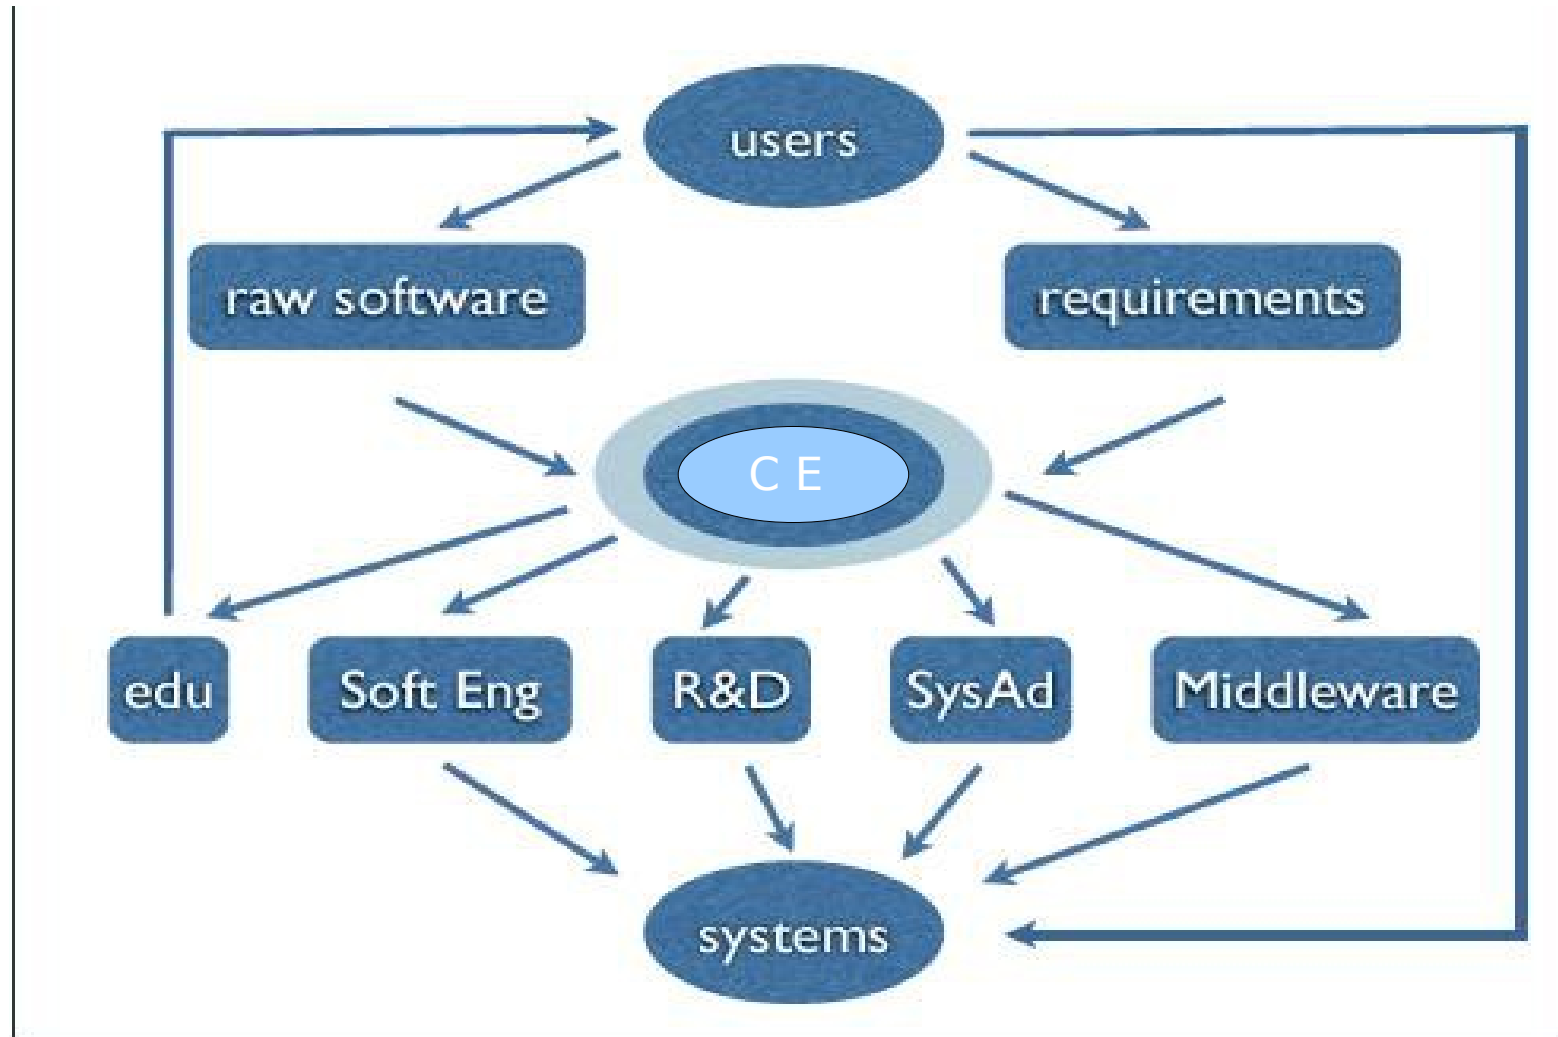 users
raw software
requirements
C E
edu
Soft Eng
R&D
SysAd
Middleware
systems